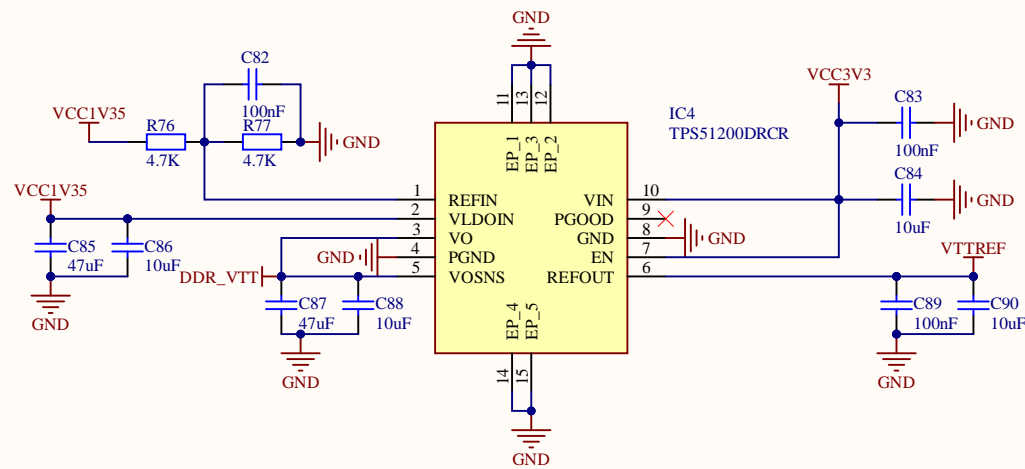 GND
C82
100nF
VCC1V35
R76
4.7K
R77
4.7K
GND
11
13
12
EP_1
EP_3
EP_2
IC4
TPS51200DRCR
VCC3V3
C83
100nF
GND
C84
10uF
GND
VCC1V35
C85
47uF
C86
10uF
GND
1
REFIN
2
VLDOIN
3
VO
4
PGND
5
VOSNS
VIN
10
PGOOD
9
GND
8
EN
7
REFOUT
6
GND
GND
DDR_VTT
C87
47uF
C88
10uF
GND
VTTREF
C89
100nF
C90
10uF
GND
EP_4
EP_5
14
15
GND